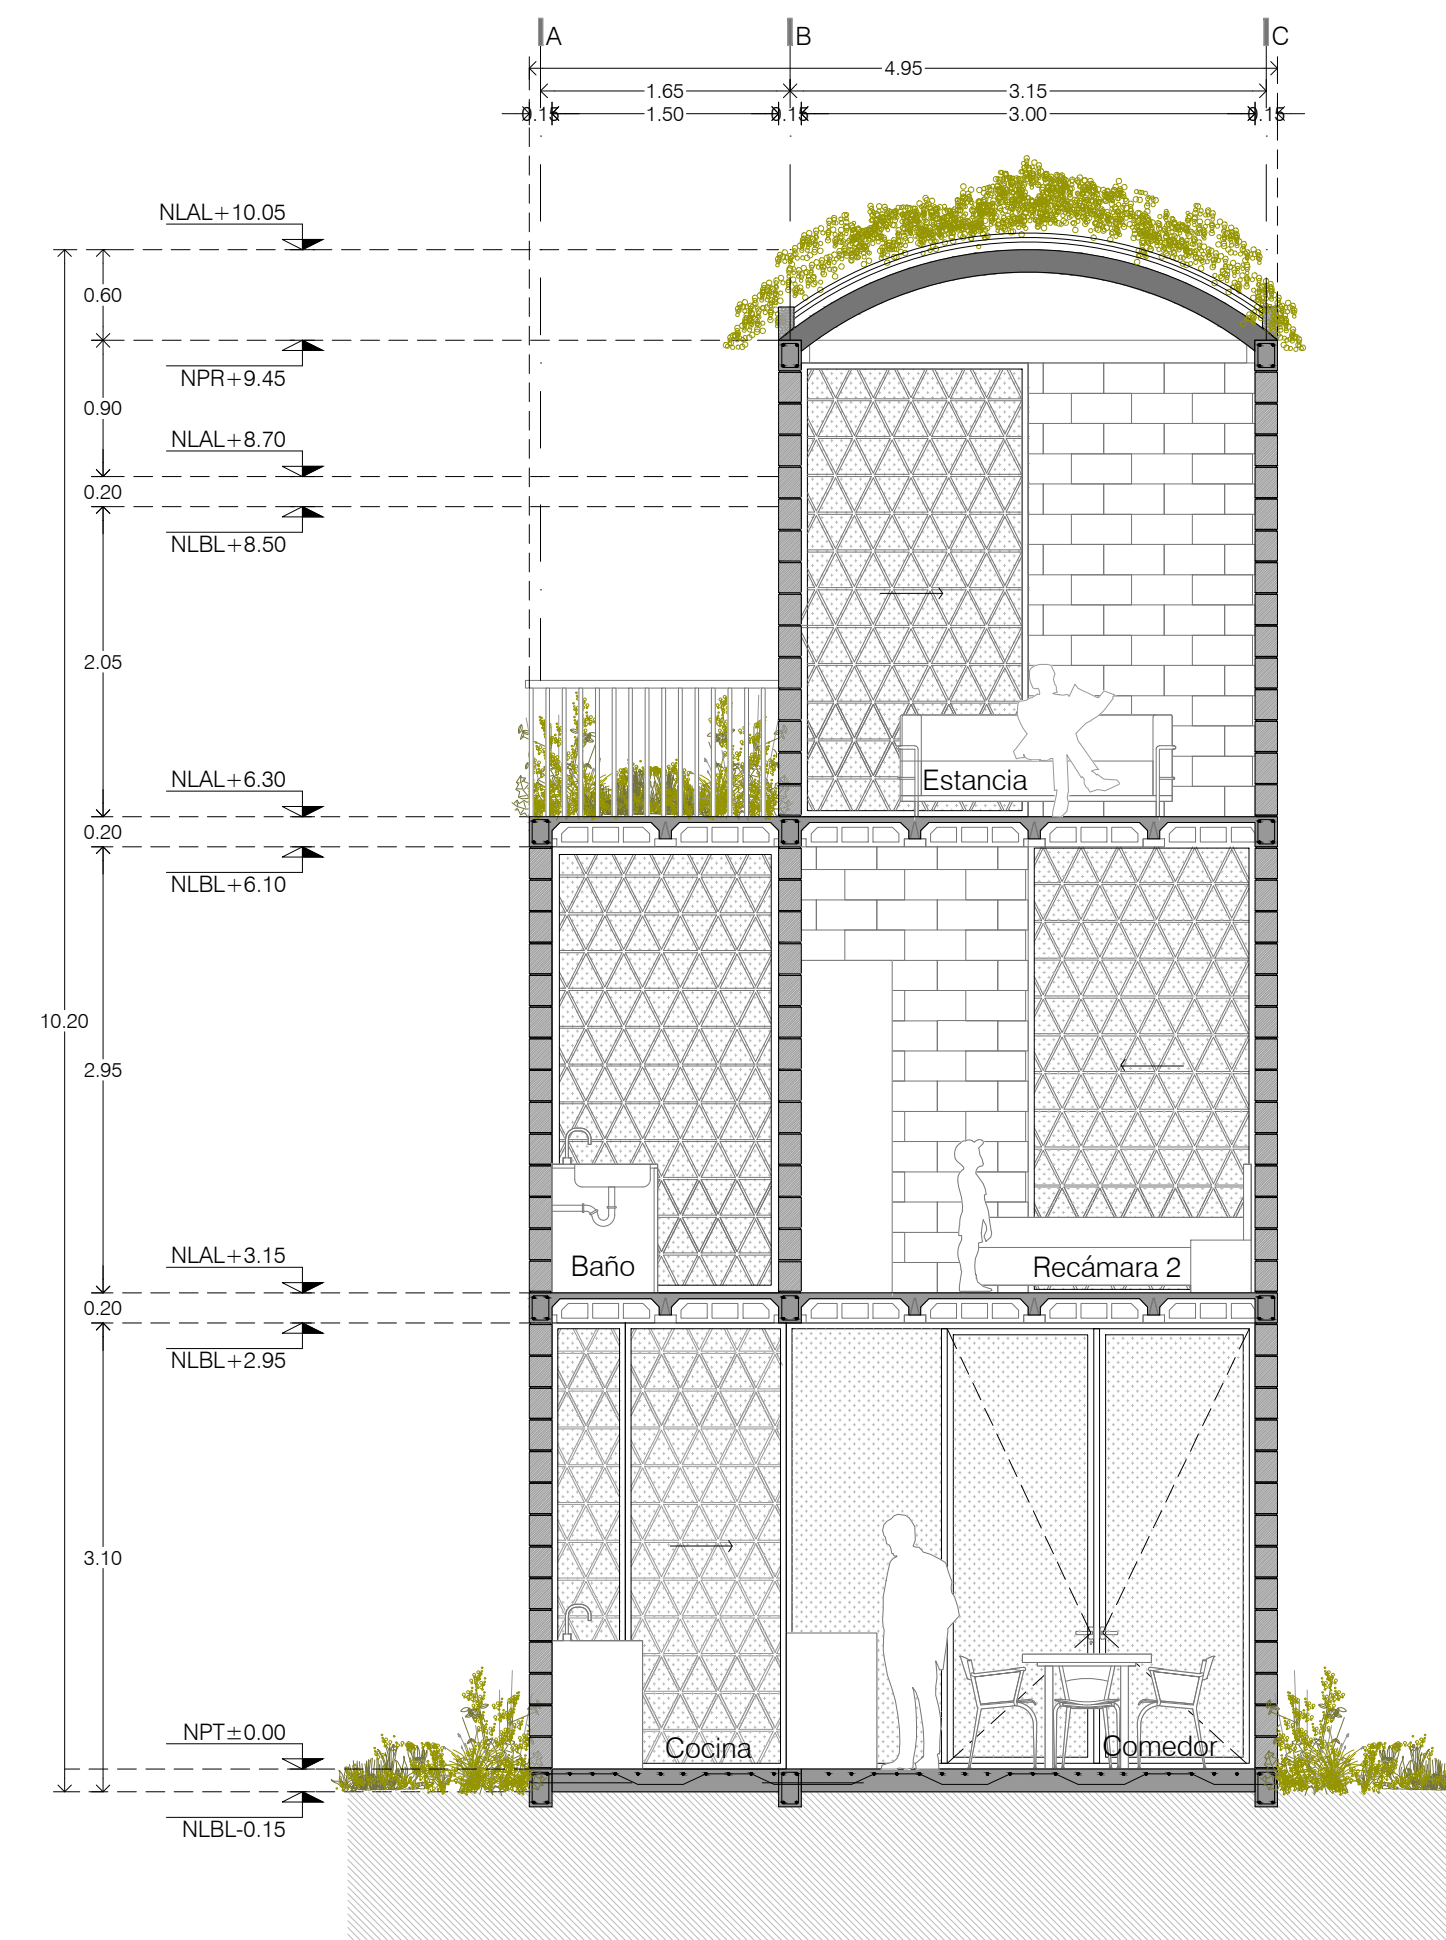 A B C
4.95
1.65 3.15
0.15 1.50 0.15 3.00 0.15
NLAL+10.05
0.60
NPR+9.45
0.90
NLAL+8.70
0.20
NLBL+8.50
2.05
NLAL+6.30
Estancia
0.20
NLBL+6.10
10.20
2.95
NLAL+3.15
Baño Recámara 2
0.20
NLBL+2.95
3.10
NPT±0.00
Cocina Comedor
NLBL-0.15